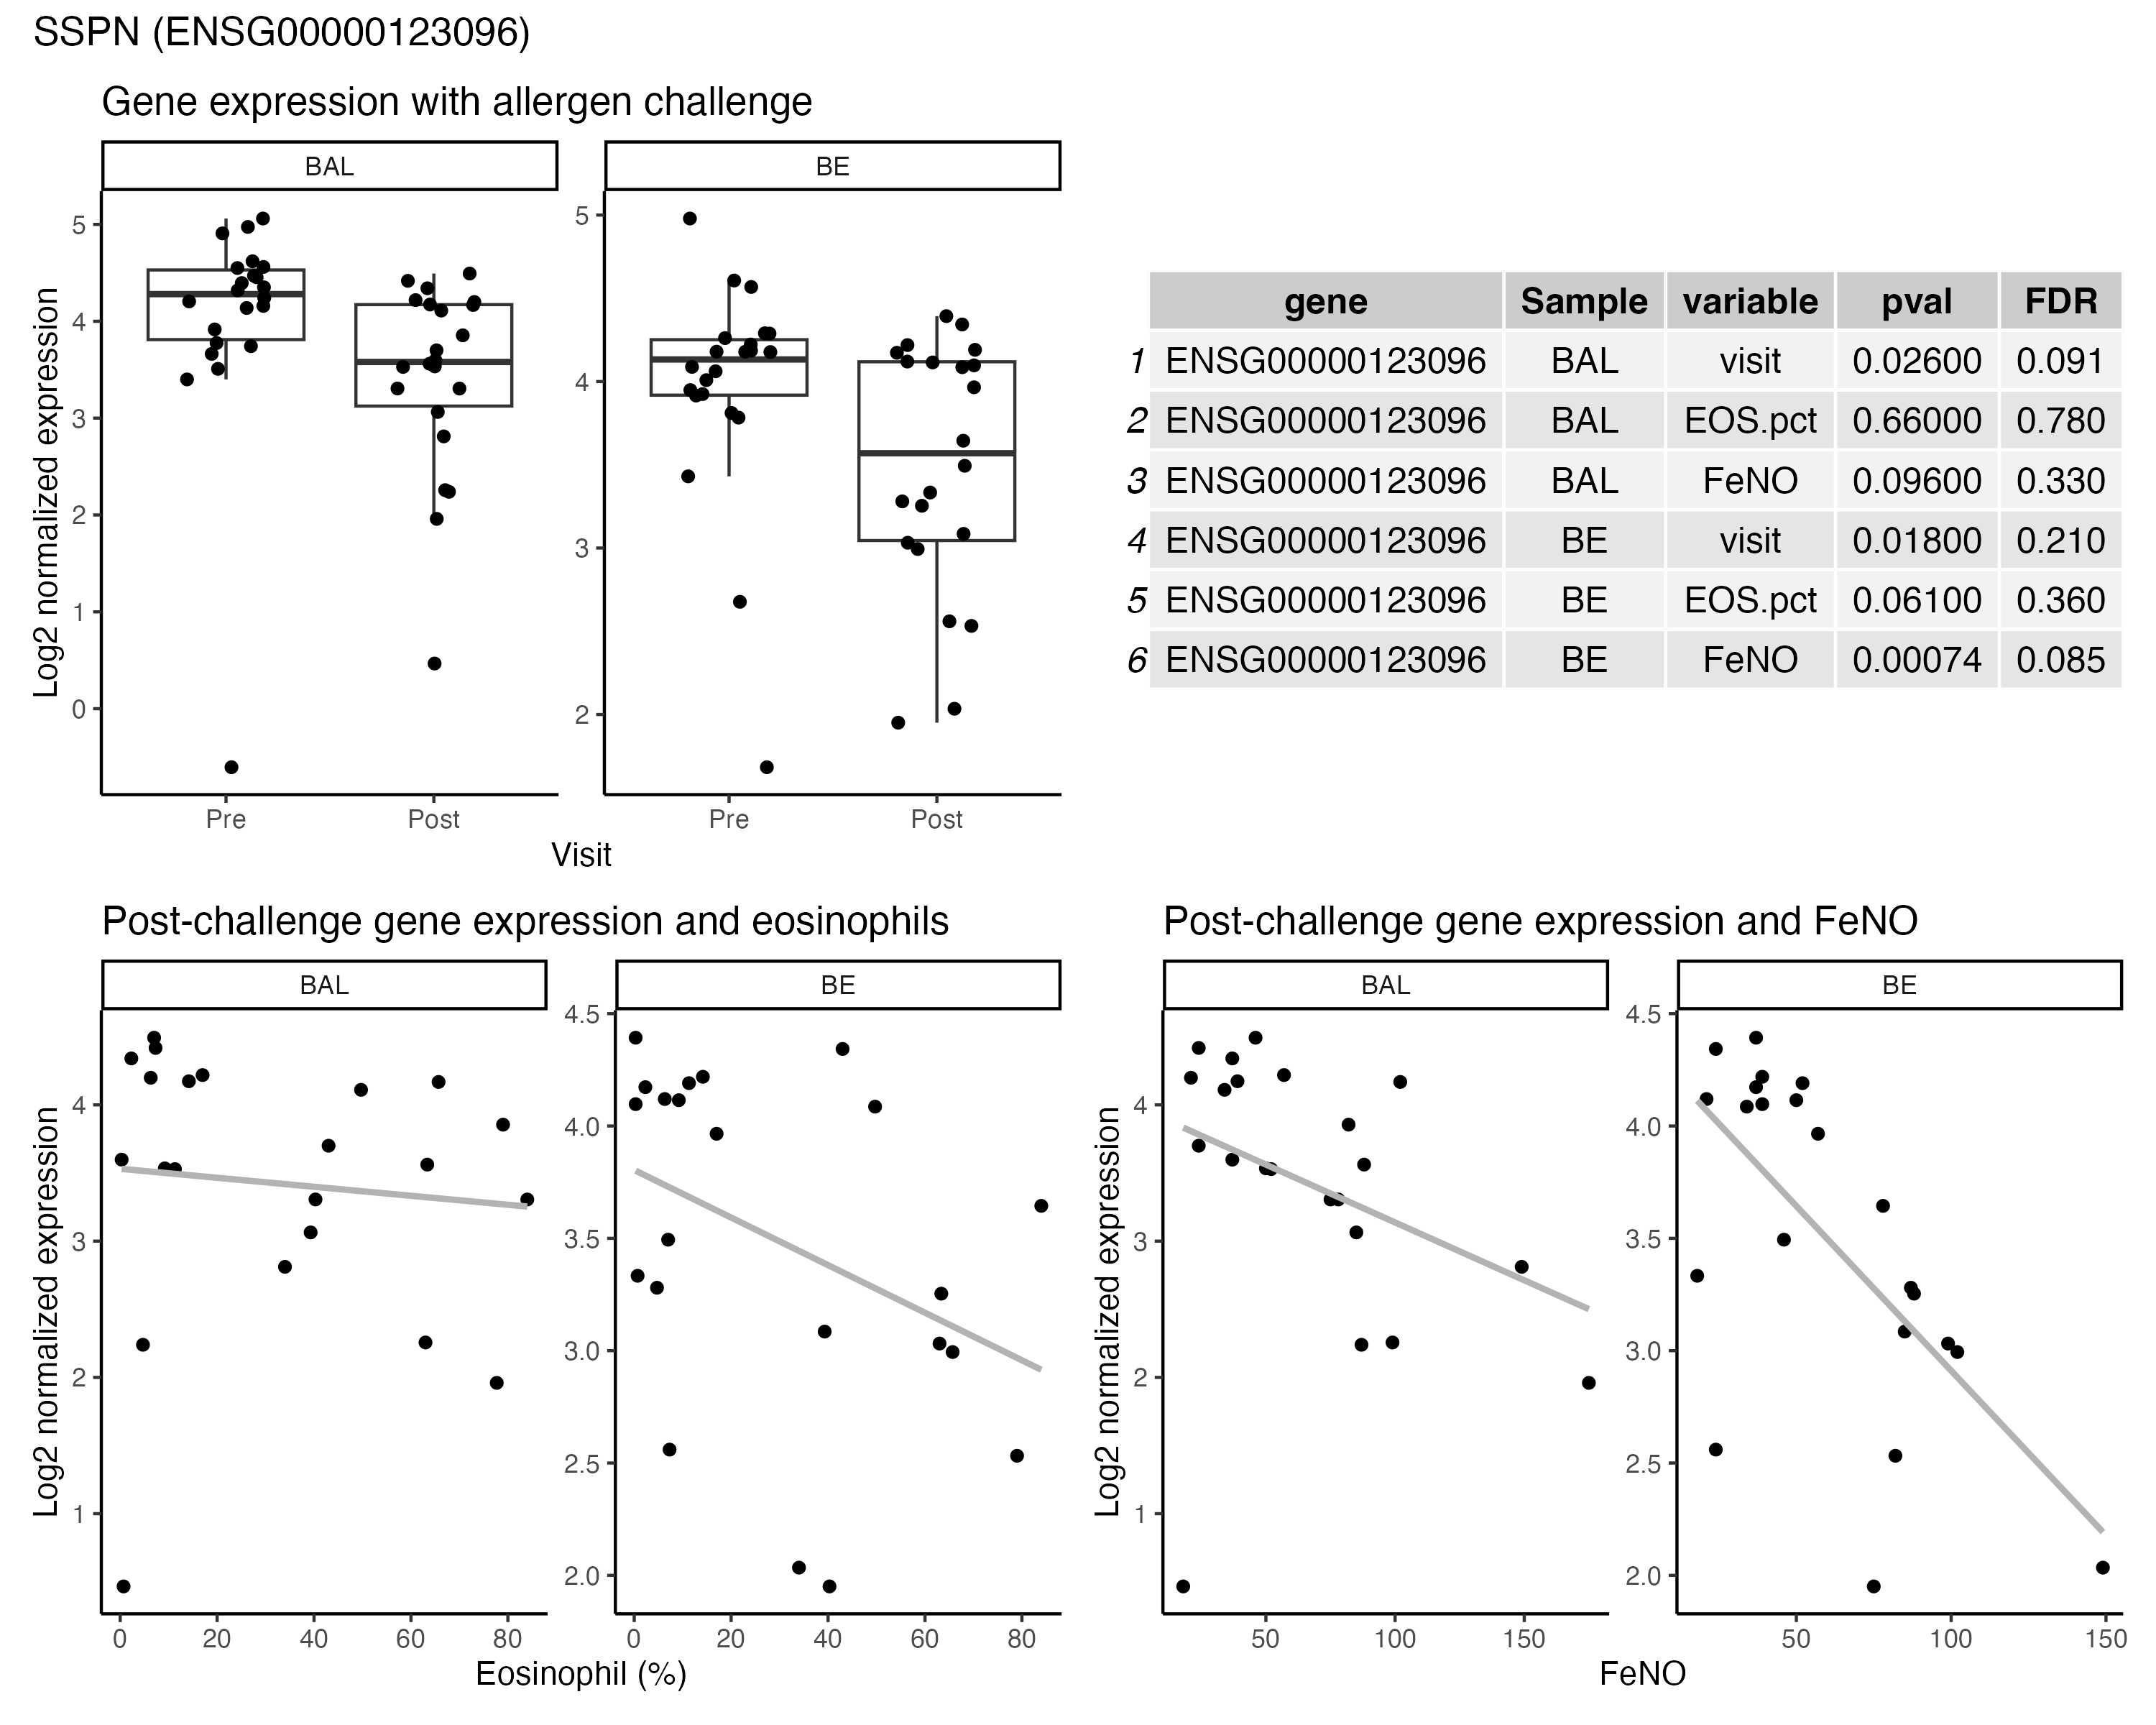 SSPN (ENSG00000123096)
Gene expression with allergen challenge
BAL
BE
Log2 normalized expression
5
4
3
2
1
0
5
4
3
2
Pre
Post
Pre
Post
Visit
gene Sample variable pval FDR
1 ENSG00000123096 BAL visit 0.02600 0.091
2 ENSG00000123096 BAL EOS.pct 0.66000 0.780
3 ENSG00000123096 BAL FeNO 0.09600 0.330
4 ENSG00000123096 BE visit 0.01800 0.210
5 ENSG00000123096 BE EOS.pct 0.06100 0.360
6 ENSG00000123096 BE FeNO 0.00074 0.085
Post-challenge gene expression and eosinophils
BAL
BE
Log2 normalized expression
4
3
2
1
4.5
4.0
3.5
3.0
2.5
2.0
0 20 40 60 80
0 20 40 60 80
Eosinophil (%)
Post-challenge gene expression and FeNO
BAL
BE
Log2 normalized expression
4
3
2
1
4.5
4.0
3.5
3.0
2.5
2.0
50 100 150
50 100 150
FeNO